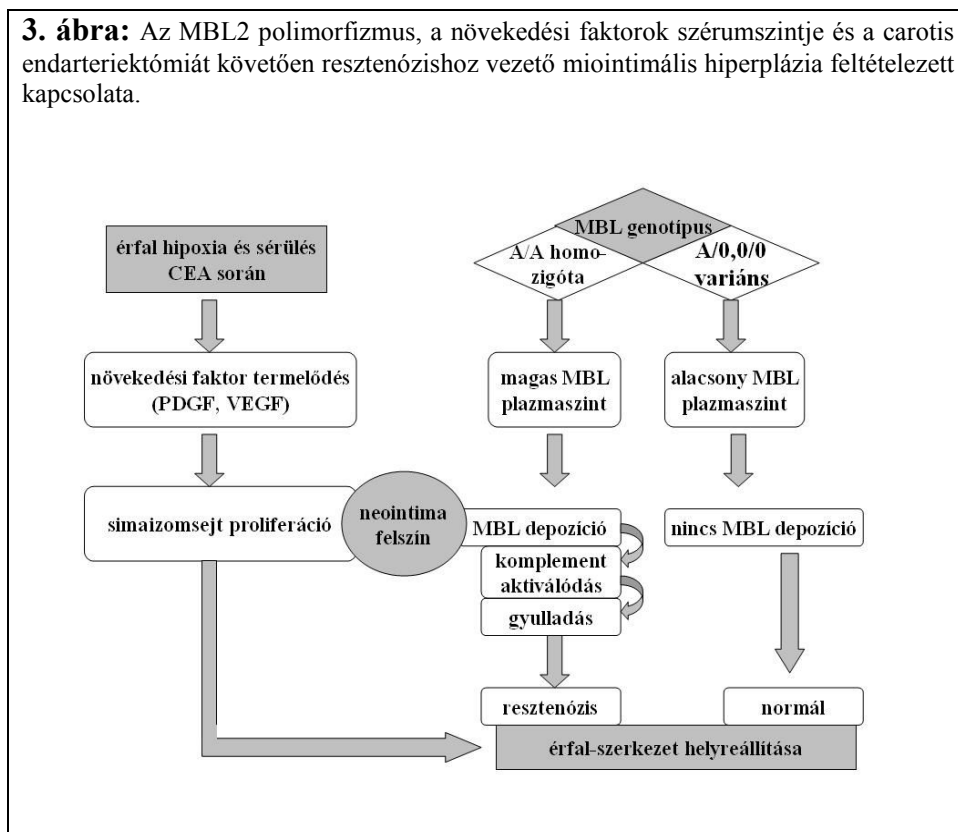 3. ábra: Az MBL2 polimorfizmus, a növekedési faktorok szérumszintje és a carotis
endarteriektómiát követően resztenózishoz vezető miointimális hiperplázia feltételezett
kapcsolata.
MBL genotípus
érfal hipoxia és sérülés
CEA során
A/A homo-
zigóta
A/0,0/0
variáns
növekedési faktor termelődés
(PDGF, VEGF)
magas MBL
plazmaszint
alacsony MBL
plazmaszint
simaizomsejt proliferáció
neointima
felszín
MBL depozíció
nincs MBL depozíció
komplement
aktiválódás
gyulladás
resztenózis
normál
érfal-szerkezet helyreállítása